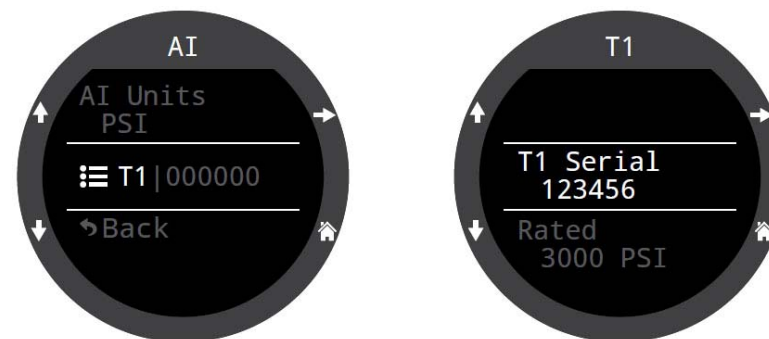 AI
AI Units
PSI
T1|000000
Back
T1
T1 Serial
123456
Rated
3000 PSI